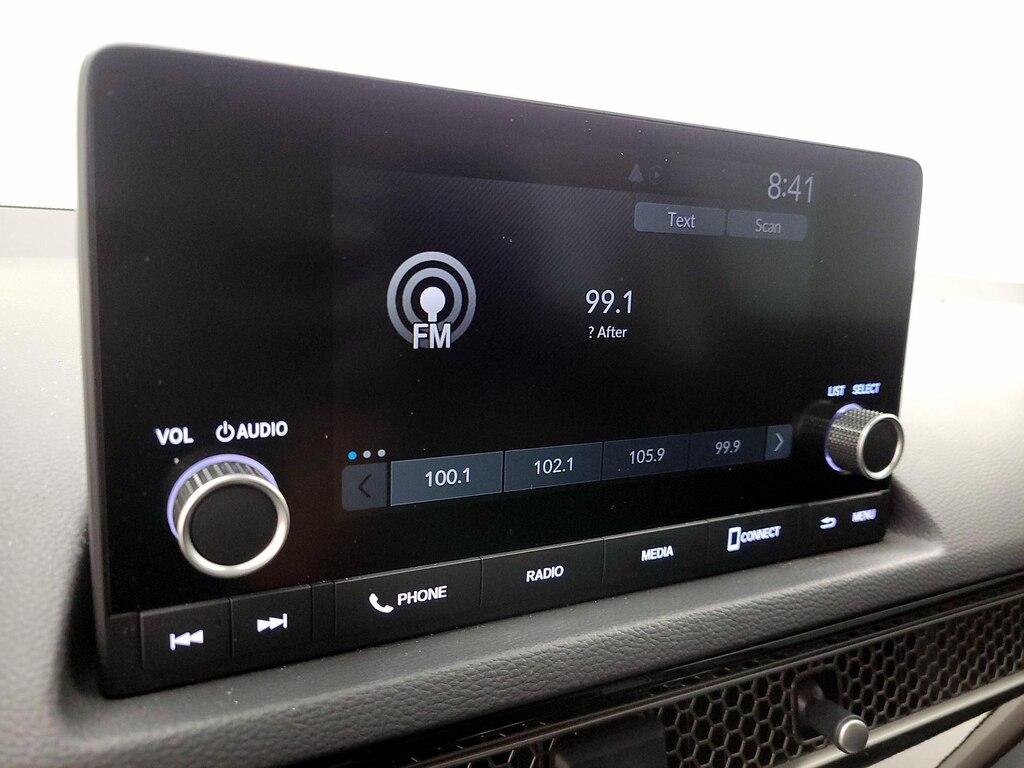 8:41
Text Scan
FM
99.1
? After
LIST SELECT
VOL AUDIO
100.1 102.1 105.9 99.9
PHONE RADIO MEDIA CONNECT MENU